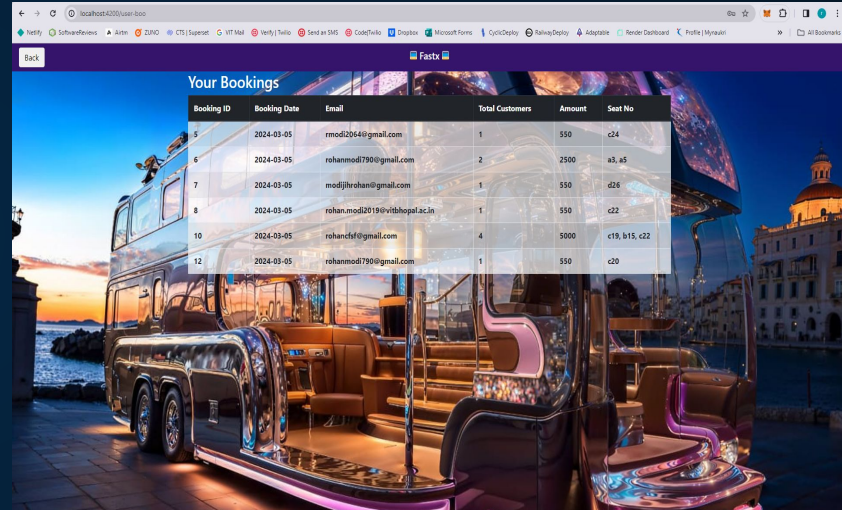 localhost:4200/user-boo
Netlify SoftwareReviews Airtm ZUNO CTS | Superset VIT Mail Verify | Twilio Send an SMS Code|Twilio Dropbox Microsoft Forms CyclicDeploy RailwayDeploy Adaptable Render Dashboard Profile | Mynaukri » All Bookmarks
Back Fastx
Your Bookings
Booking ID Booking Date Email Total Customers Amount Seat No
5 2024-03-05 rmodi2064@gmail.com 1 550 c24
6 2024-03-05 rohanmodi790@gmail.com 2 2500 a3, a5
7 2024-03-05 modijihrohan@gmail.com 1 550 d26
8 2024-03-05 rohan.modi2019@vitbhopal.ac.in 1 550 c22
10 2024-03-05 rohancfsf@gmail.com 4 5000 c19, b15, c22
12 2024-03-05 rohanmodi790@gmail.com 1 550 c20